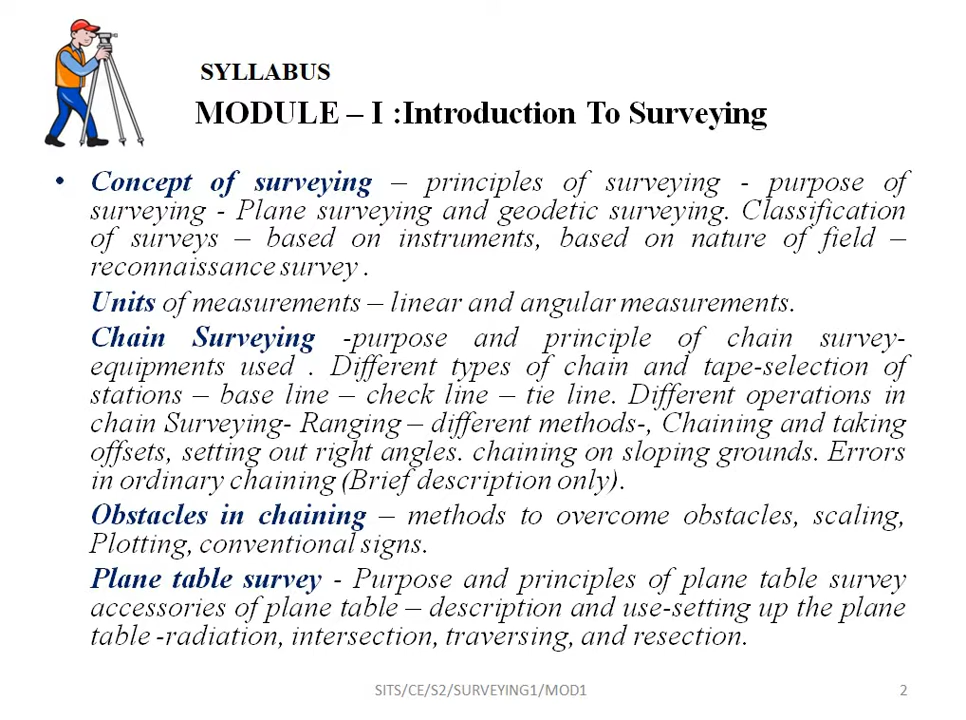 SYLLABUS
MODULE – I :Introduction To Surveying
• Concept of surveying – principles of surveying - purpose of
surveying - Plane surveying and geodetic surveying. Classification
of surveys – based on instruments, based on nature of field –
reconnaissance survey .
Units of measurements – linear and angular measurements.
Chain Surveying -purpose and principle of chain survey-
equipments used . Different types of chain and tape-selection of
stations – base line – check line – tie line. Different operations in
chain Surveying- Ranging – different methods-, Chaining and taking
offsets, setting out right angles. chaining on sloping grounds. Errors
in ordinary chaining (Brief description only).
Obstacles in chaining – methods to overcome obstacles, scaling,
Plotting, conventional signs.
Plane table survey - Purpose and principles of plane table survey
accessories of plane table – description and use-setting up the plane
table -radiation, intersection, traversing, and resection.
SITS/CE/S2/SURVEYING1/MOD1
2